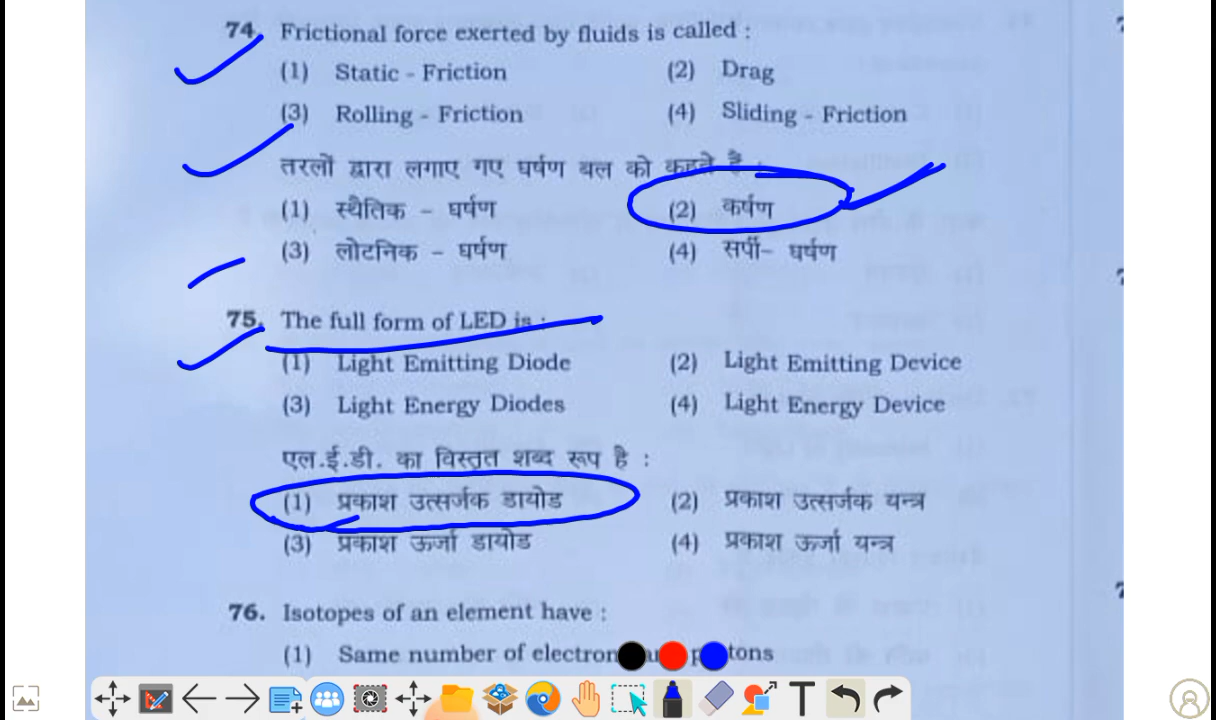 74. Frictional force exerted by fluids is called :
(1) Static - Friction (2) Drag
(3) Rolling - Friction (4) Sliding - Friction
तरलों द्वारा लगाए गए घर्षण बल को कहते हैं :
(1) स्थैतिक - घर्षण (2) कर्षण
(3) लोटनिक - घर्षण (4) सर्पी- घर्षण
75. The full form of LED is :
(1) Light Emitting Diode (2) Light Emitting Device
(3) Light Energy Diodes (4) Light Energy Device
एल.ई.डी. का विस्तृत शब्द रूप है :
(1) प्रकाश उत्सर्जक डायोड (2) प्रकाश उत्सर्जक यन्त्र
(3) प्रकाश ऊर्जा डायोड (4) प्रकाश ऊर्जा यन्त्र
76. Isotopes of an element have :
(1) Same number of
T